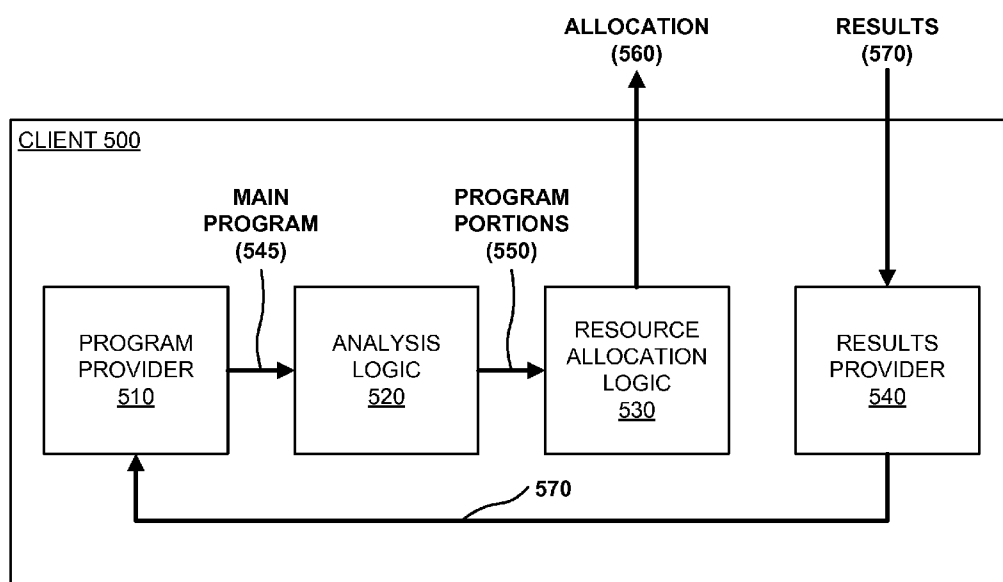 ALLOCATION
(560)
RESULTS
(570)
CLIENT 500
MAIN
PROGRAM
(545)
PROGRAM
PORTIONS
(550)
PROGRAM
PROVIDER
510
ANALYSIS
LOGIC
520
RESOURCE
ALLOCATION
LOGIC
530
RESULTS
PROVIDER
540
570